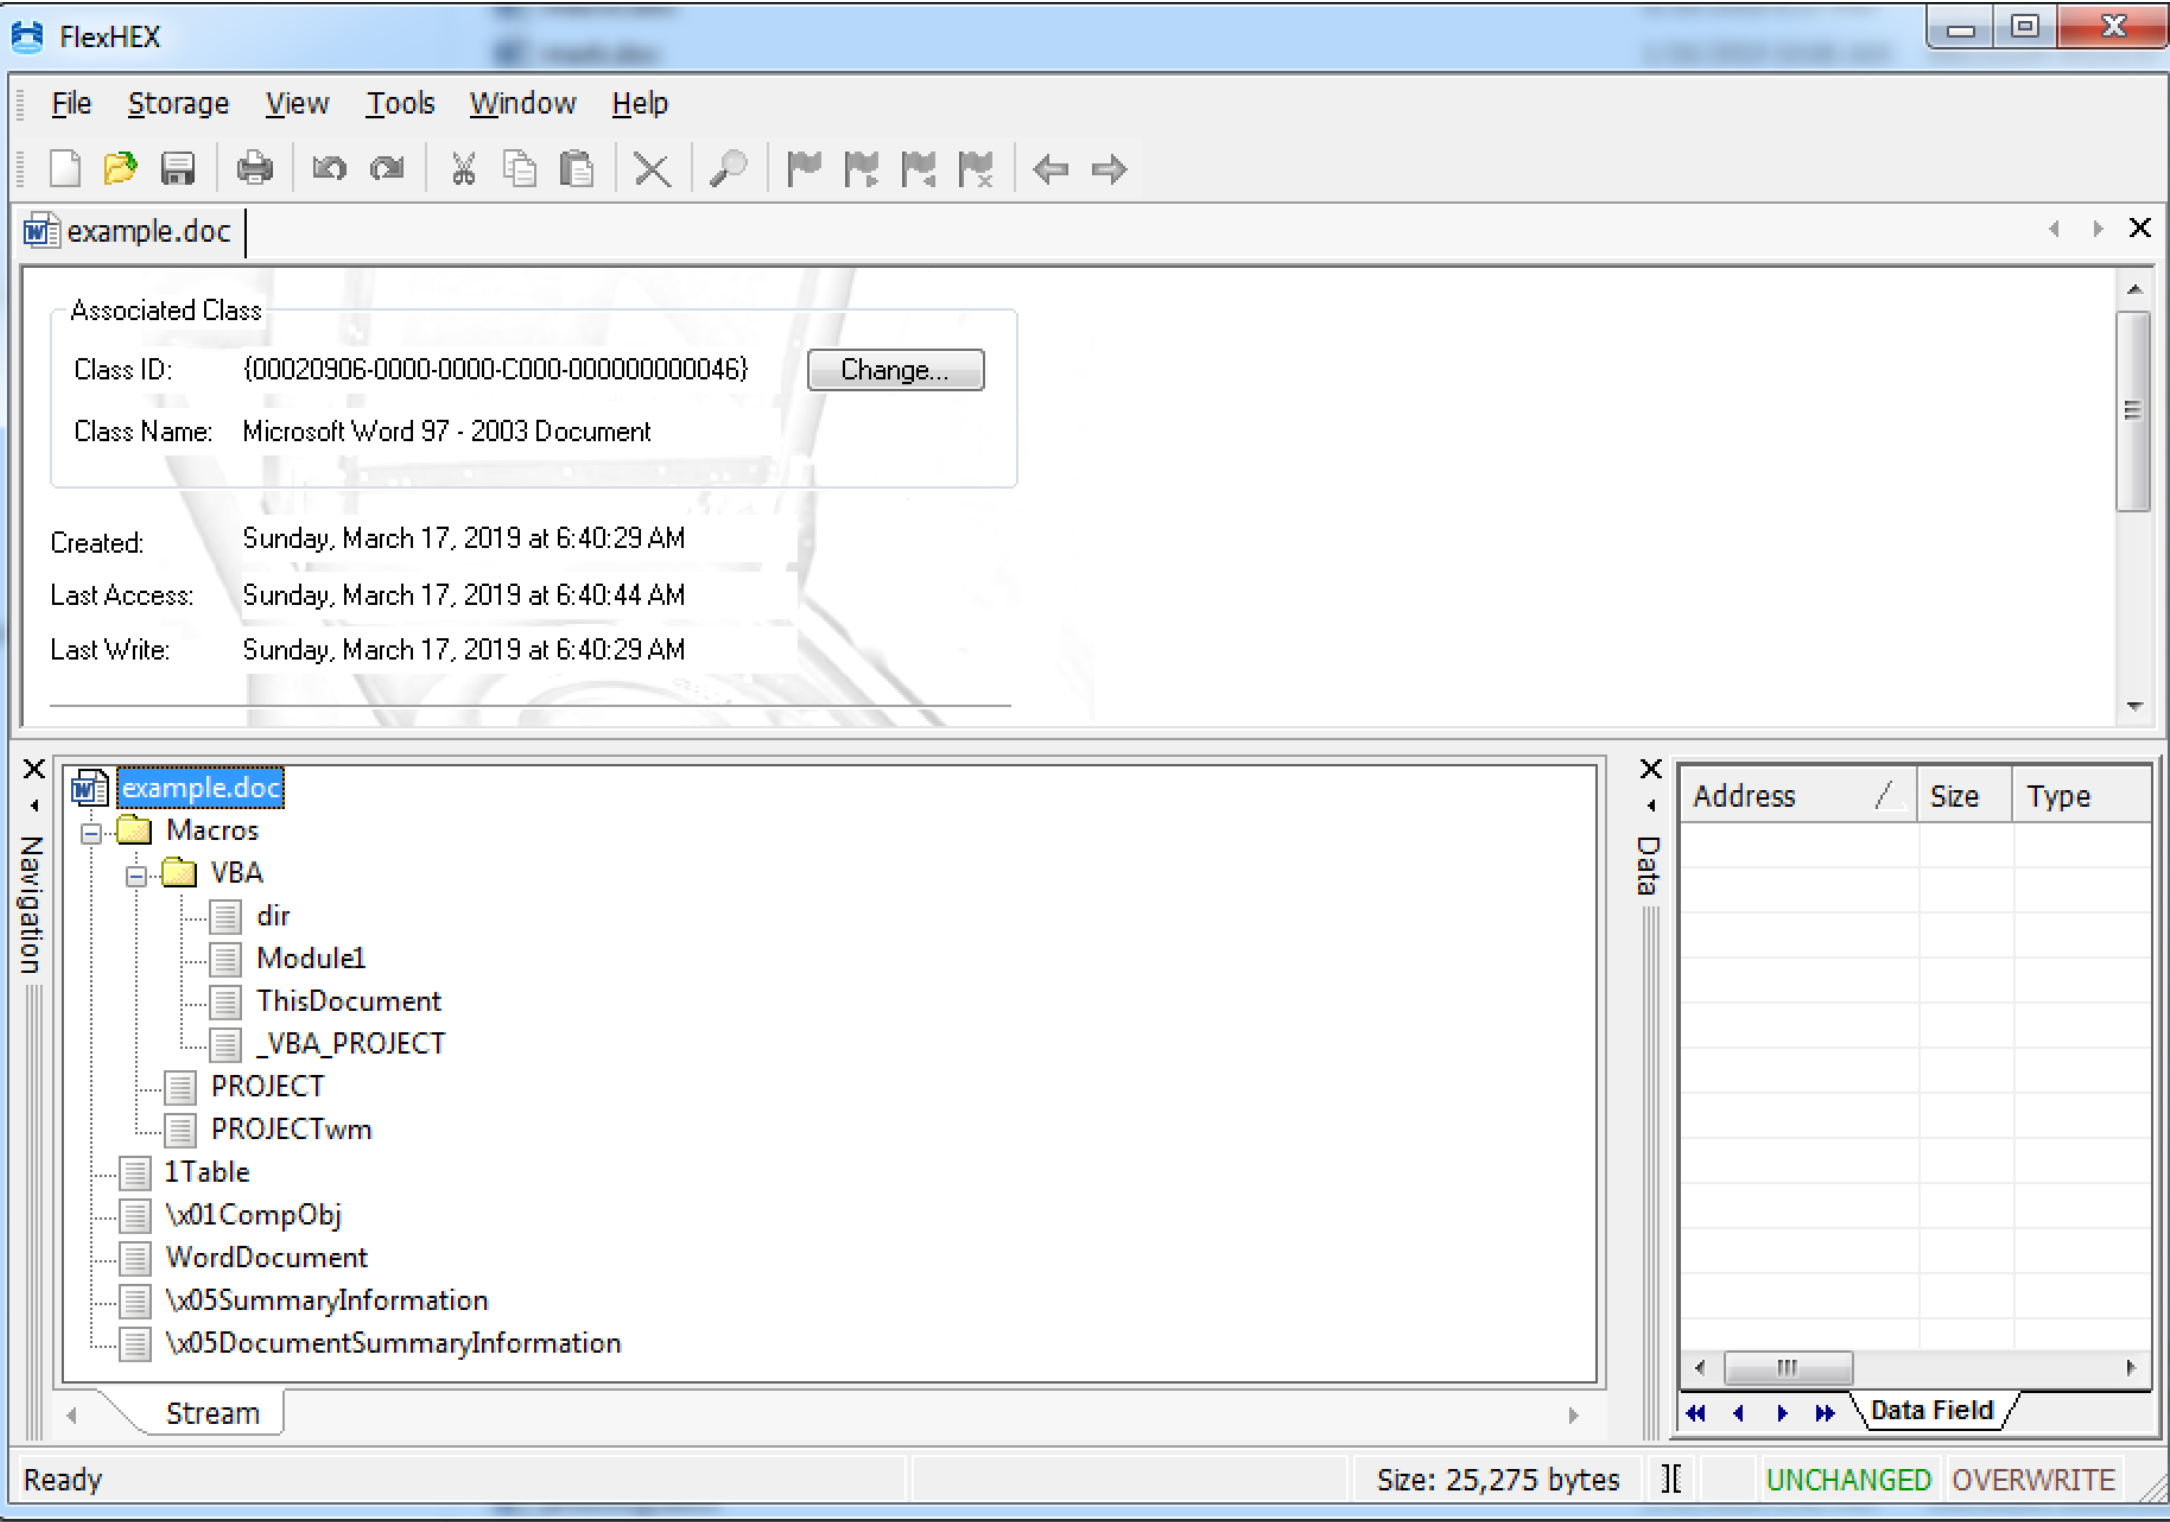 FlexHEX
File Storage View Tools Window Help
example.doc
Associated Class
Class ID: {00020906-0000-0000-C000-000000000046} Change...
Class Name: Microsoft Word 97 - 2003 Document
Created: Sunday, March 17, 2019 at 6:40:29 AM
Last Access: Sunday, March 17, 2019 at 6:40:44 AM
Last Write: Sunday, March 17, 2019 at 6:40:29 AM
Navigation
example.doc
Macros
VBA
dir
Module1
ThisDocument
_VBA_PROJECT
PROJECT
PROJECTwm
1Table
\x01CompObj
WordDocument
\x05SummaryInformation
\x05DocumentSummaryInformation
Stream
Data
Address Size Type
Data Field
Ready Size: 25,275 bytes ][ UNCHANGED OVERWRITE